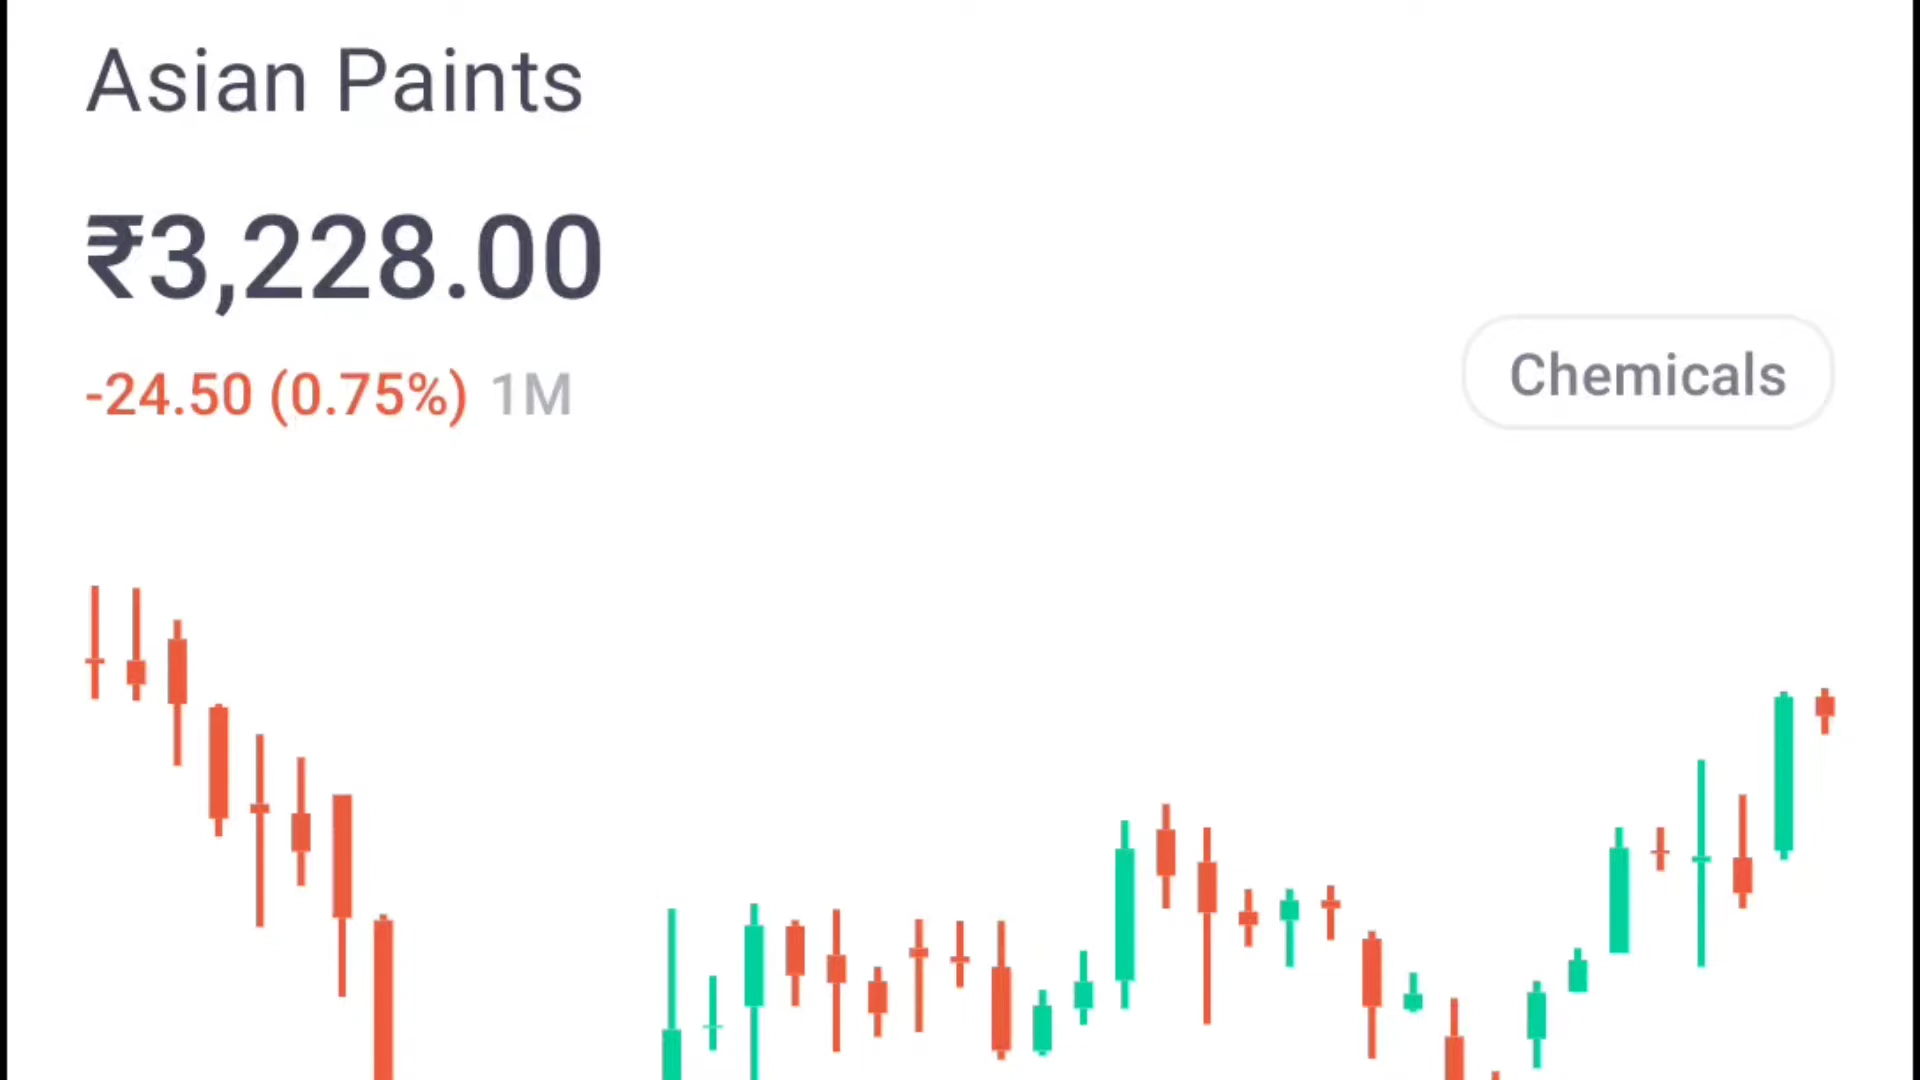 Asian Paints
₹3,228.00
-24.50 (0.75%) 1M
Chemicals